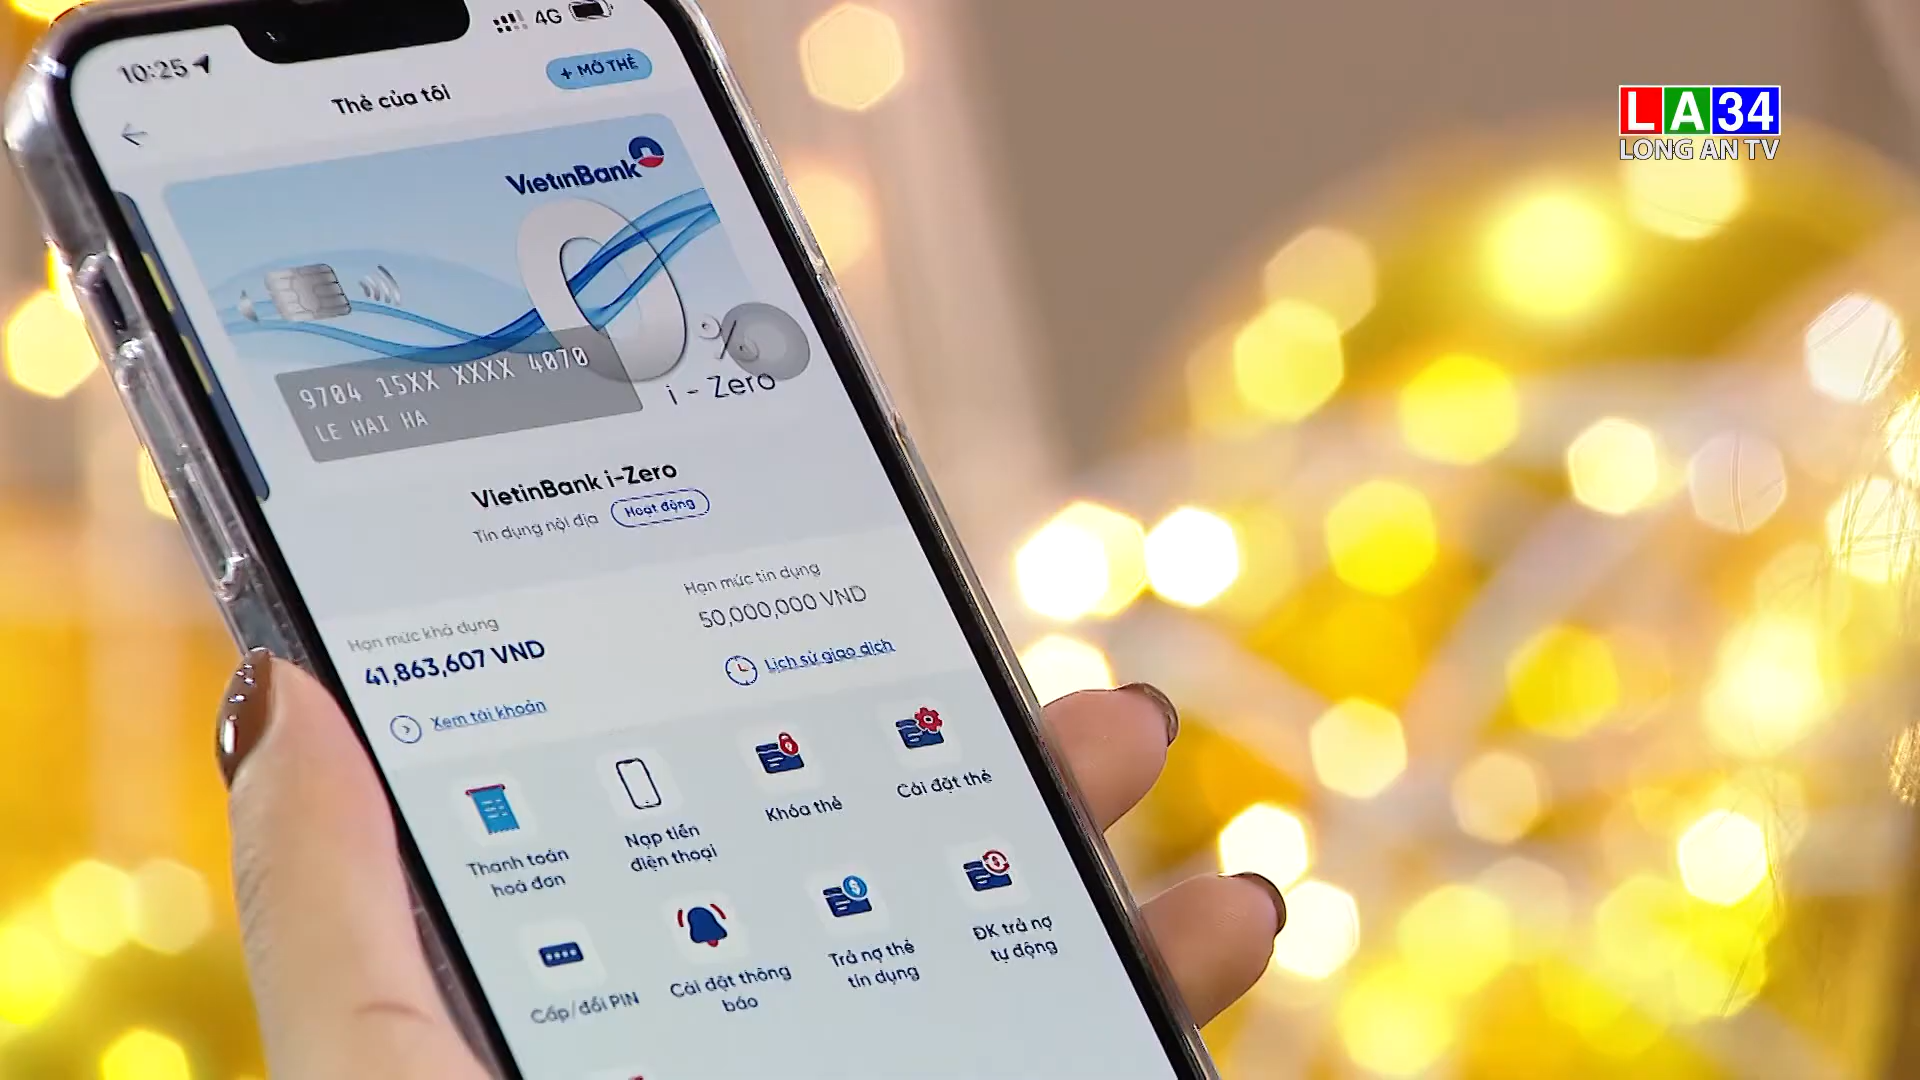 10:25
4G
Thẻ của tôi
+ MỞ THẺ
VietinBank
0%
i - Zero
9704 15XX XXXX 4070
LE HAI HA
VietinBank i-Zero
Tín dụng nội địa
Hoạt động
Hạn mức khả dụng
41,863,607 VND
Xem tài khoản
Hạn mức tín dụng
50,000,000 VND
Lịch sử giao dịch
Thanh toán
hoá đơn
Nạp tiền
điện thoại
Khóa thẻ
Cài đặt thẻ
Cấp/đổi PIN
Cài đặt thông
báo
Trả nợ thẻ
tín dụng
ĐK trả nợ
tự động
LA34
LONG AN TV